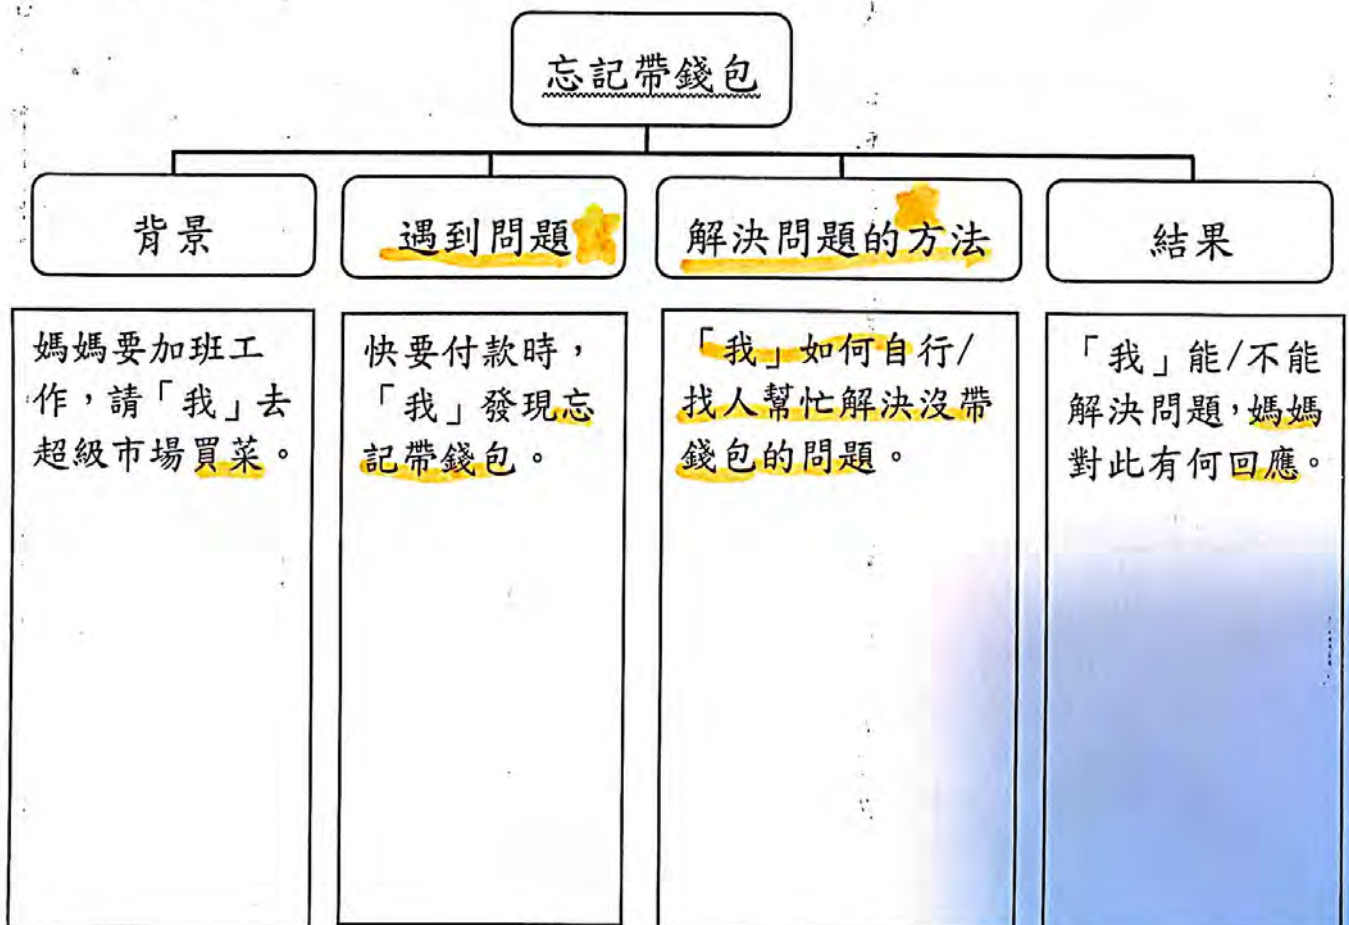 忘記帶錢包
背景
遇到問題
解決問題的方法
結果
媽媽要加班工
作，請「我」去
超級市場買菜。
快要付款時，
「我」發現忘
記帶錢包。
「我」如何自行/
找人幫忙解決沒帶
錢包的問題。
「我」能/不能
解決問題，媽媽
對此有何回應。